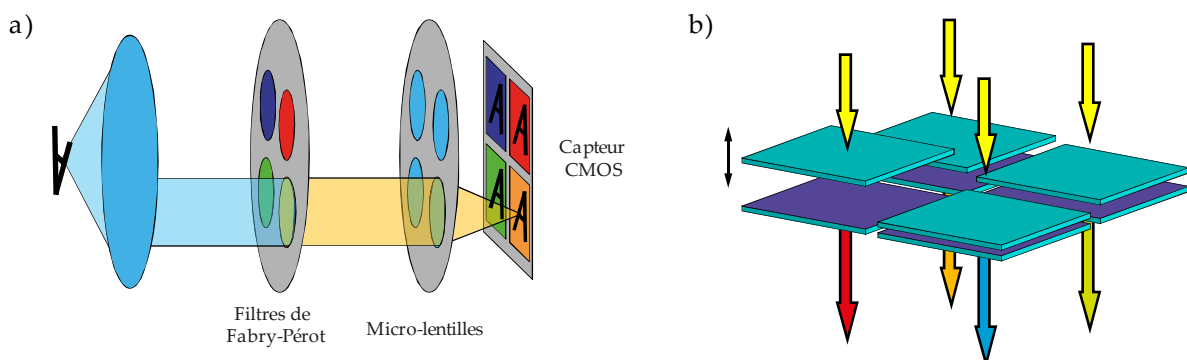 a)
b)
A
A
A
A
A
Capteur
CMOS
Filtres de
Fabry-Pérot
Micro-lentilles